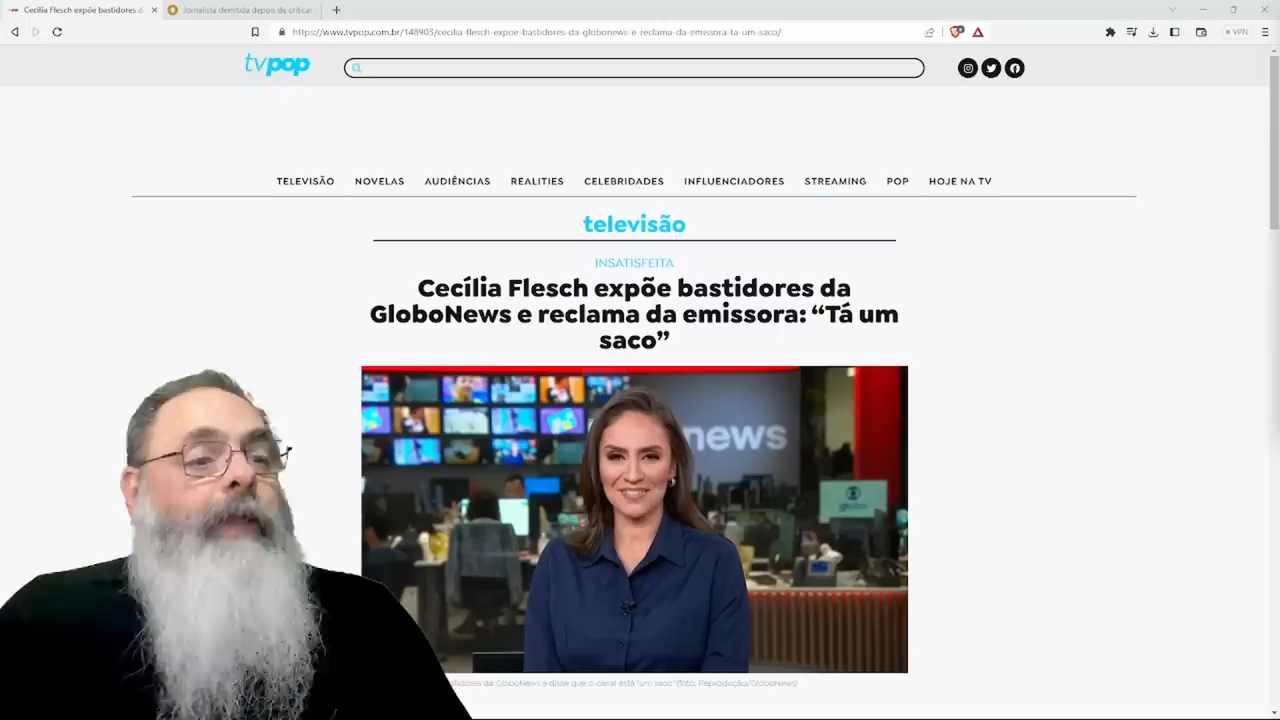 Cecília Flesch expõe bastidores d
Jornalista demitida depois de criticar
https://www.tvpop.com.br/148903/cecilia-flesch-expoe-bastidores-da-globonews-e-reclama-da-emissora-ta-um-saco/
VPN
tvpop
TELEVISÃO NOVELAS AUDIÊNCIAS REALITIES CELEBRIDADES INFLUENCIADORES STREAMING POP HOJE NA TV
televisão
INSATISFEITA
Cecília Flesch expõe bastidores da
GloboNews e reclama da emissora: “Tá um
saco”
news
bastidores da GloboNews e disse que o canal está "um saco" (foto: Reprodução/GloboNews)